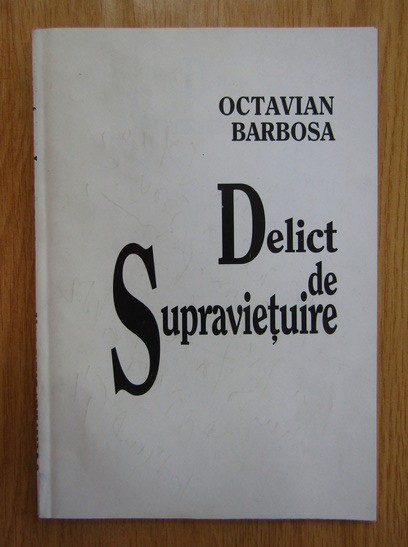 OCTAVIAN
BARBOSA
Delict
de
Supraviețuire